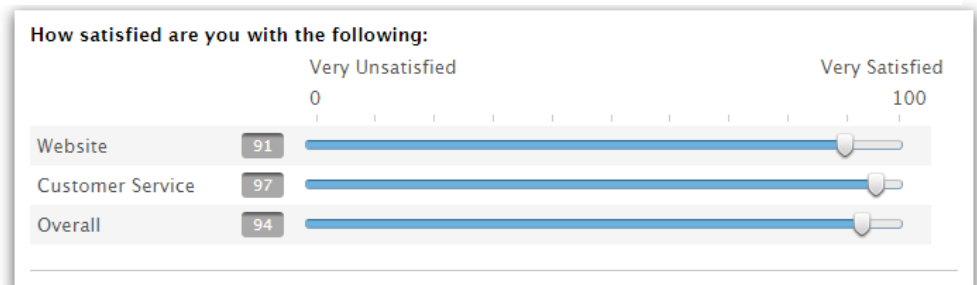 How satisfied are you with the following:
Very Unsatisfied Very Satisfied
0 100
Website 91
Customer Service 97
Overall 94